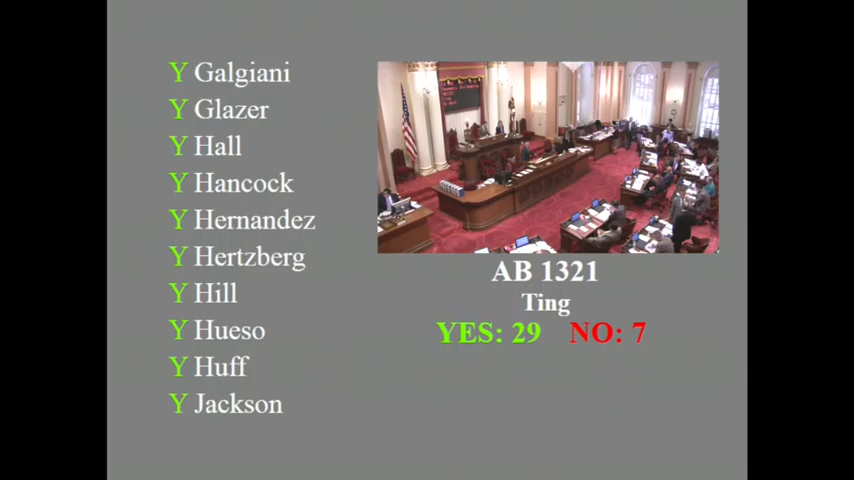 Y Galgiani
Y Glazer
Y Hall
Y Hancock
Y Hernandez
Y Hertzberg
Y Hill
Y Hueso
Y Huff
Y Jackson
AB 1321
Ting
YES: 29 NO: 7